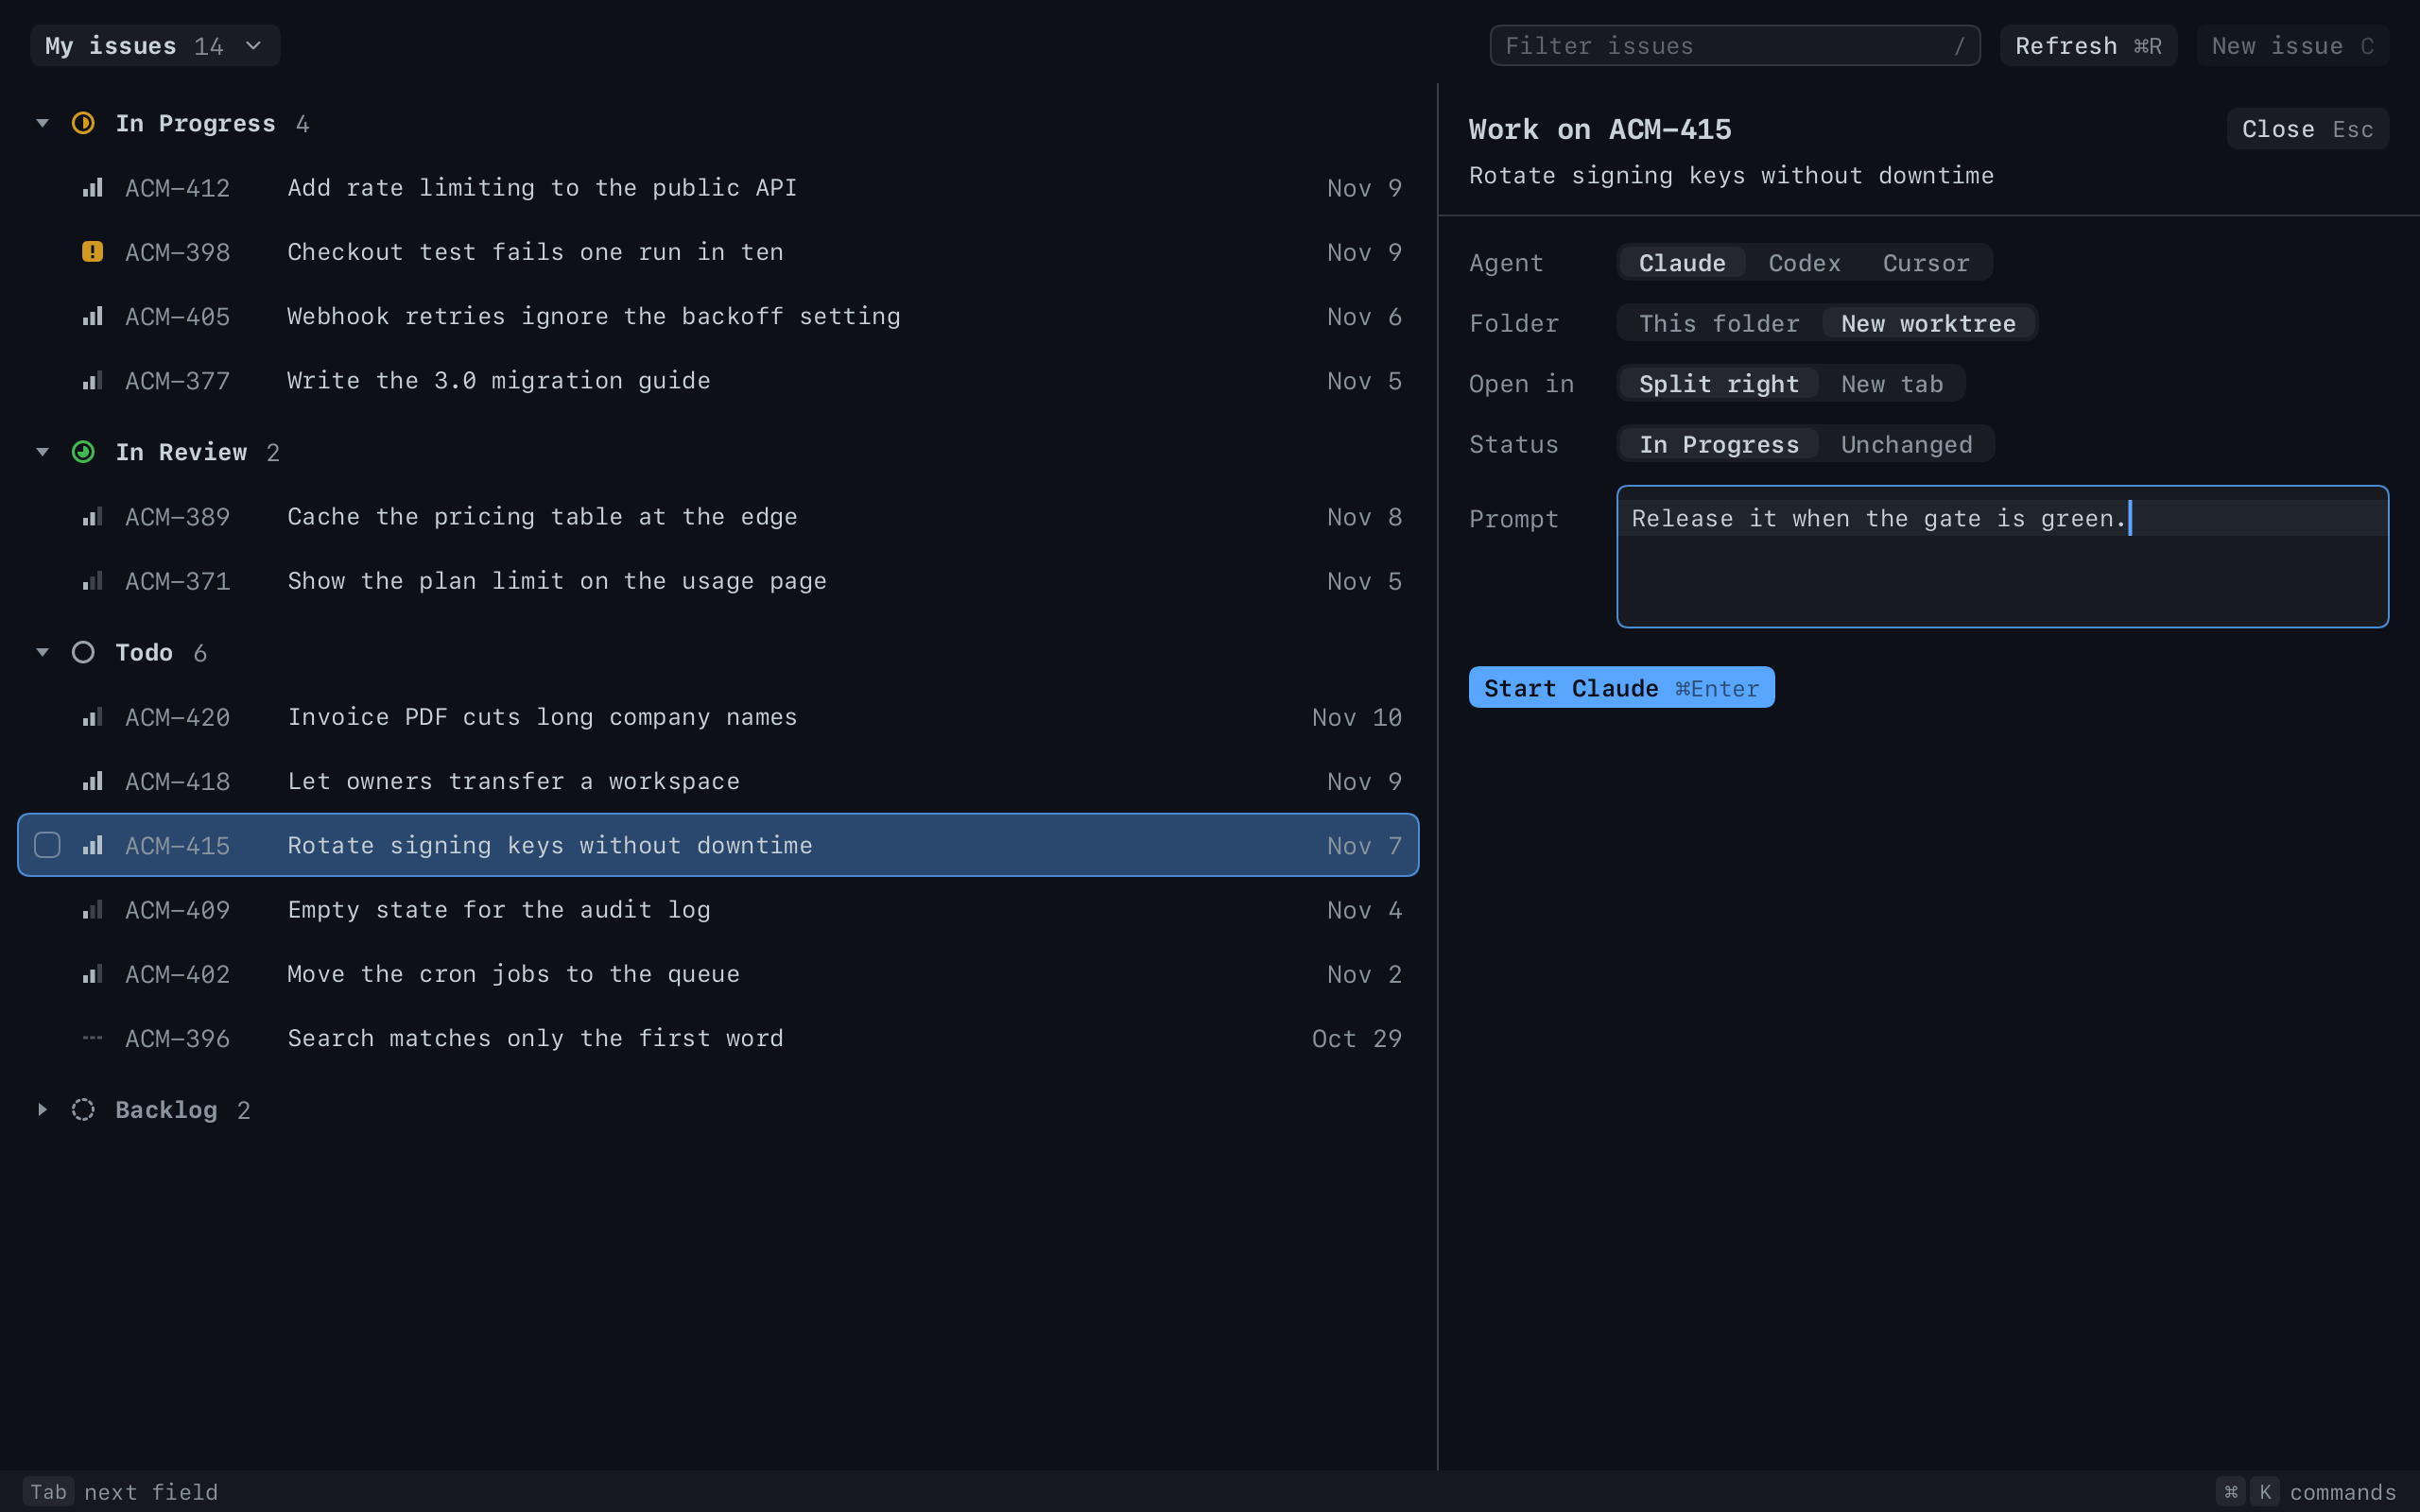 My issues 14
Filter issues /
Refresh ⌘R
New issue C
In Progress 4
ACM-412 Add rate limiting to the public API Nov 9
ACM-398 Checkout test fails one run in ten Nov 9
ACM-405 Webhook retries ignore the backoff setting Nov 6
ACM-377 Write the 3.0 migration guide Nov 5
In Review 2
ACM-389 Cache the pricing table at the edge Nov 8
ACM-371 Show the plan limit on the usage page Nov 5
Todo 6
ACM-420 Invoice PDF cuts long company names Nov 10
ACM-418 Let owners transfer a workspace Nov 9
ACM-415 Rotate signing keys without downtime Nov 7
ACM-409 Empty state for the audit log Nov 4
ACM-402 Move the cron jobs to the queue Nov 2
ACM-396 Search matches only the first word Oct 29
Backlog 2
Work on ACM-415
Close Esc
Rotate signing keys without downtime
Agent Claude Codex Cursor
Folder This folder New worktree
Open in Split right New tab
Status In Progress Unchanged
Prompt Release it when the gate is green.
Start Claude ⌘Enter
Tab next field
⌘ K commands